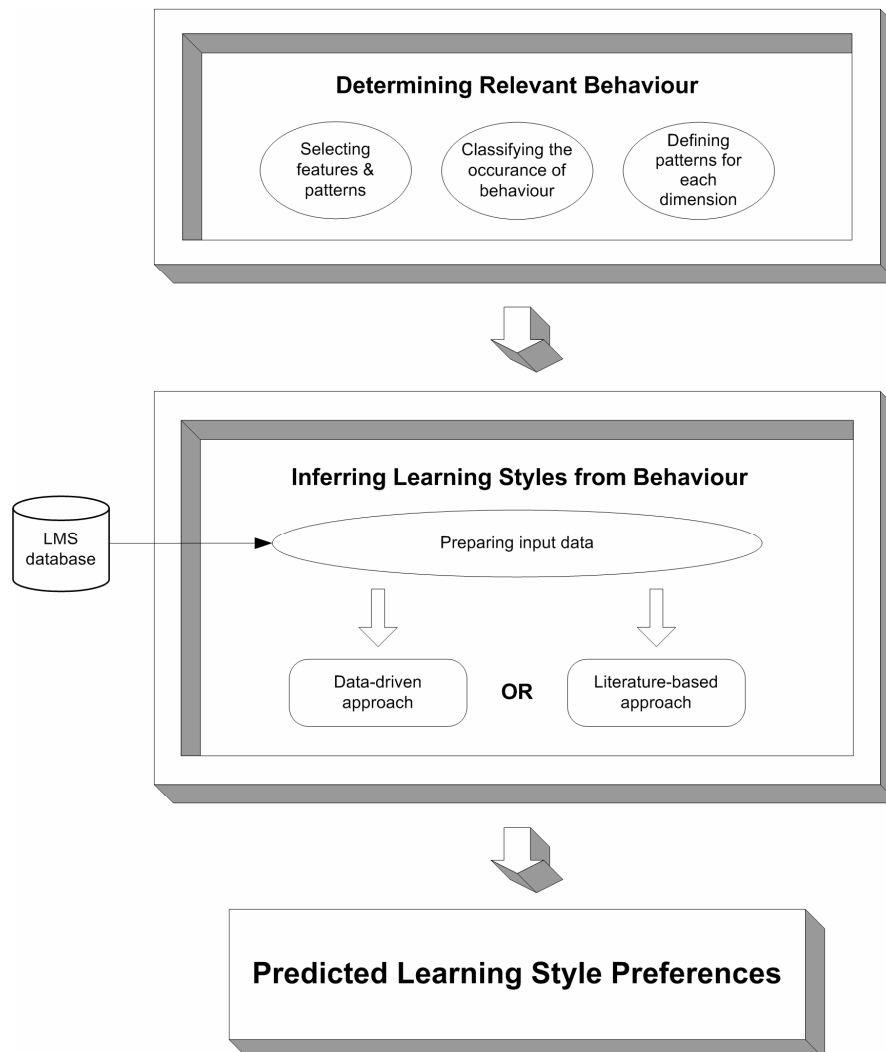 Determining Relevant Behaviour
Selecting
features &
patterns
Classifying the
occurance of
behaviour
Defining
patterns for
each
dimension
Inferring Learning Styles from Behaviour
LMS
database
Preparing input data
Data-driven
approach
OR
Literature-based
approach
Predicted Learning Style Preferences